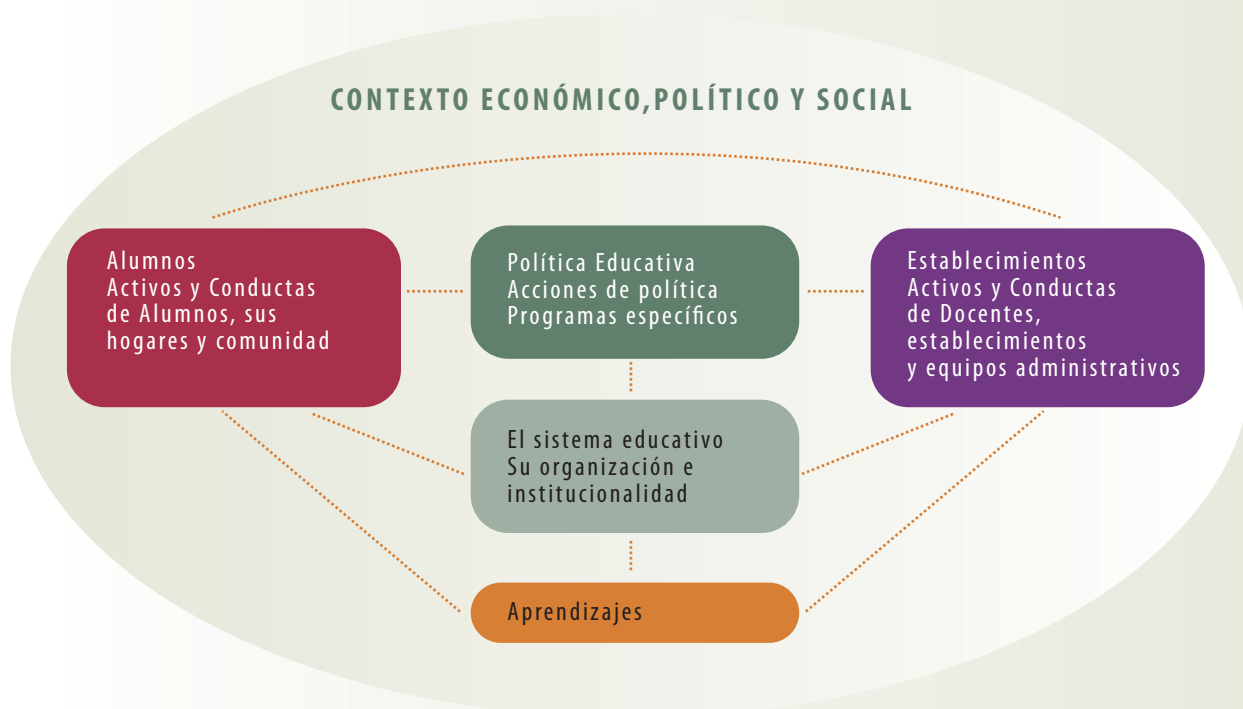 CONTEXTO ECONÓMICO,POLÍTICO Y SOCIAL
Alumnos
Activos y Conductas
de Alumnos, sus
hogares y comunidad
Política Educativa
Acciones de política
Programas específicos
Establecimientos
Activos y Conductas
de Docentes,
establecimientos
y equipos administrativos
El sistema educativo
Su organización e
institucionalidad
Aprendizajes